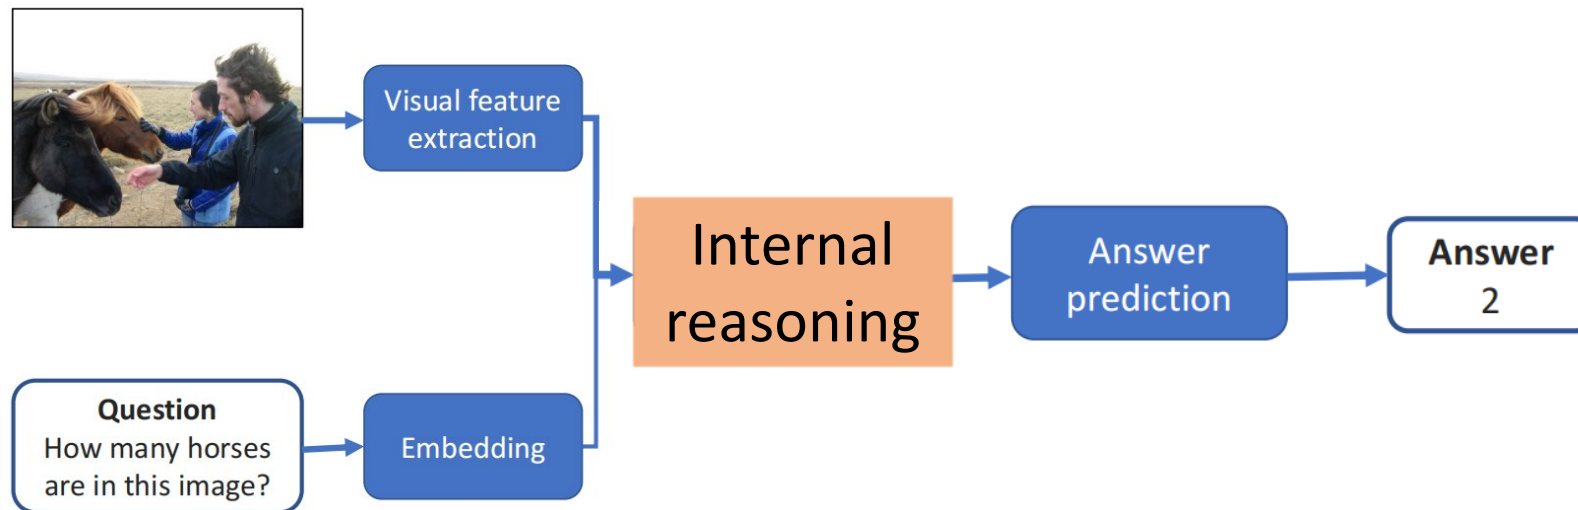 Visual feature
extraction
Internal
reasoning
Answer
prediction
Answer
2
Question
How many horses
are in this image?
Embedding